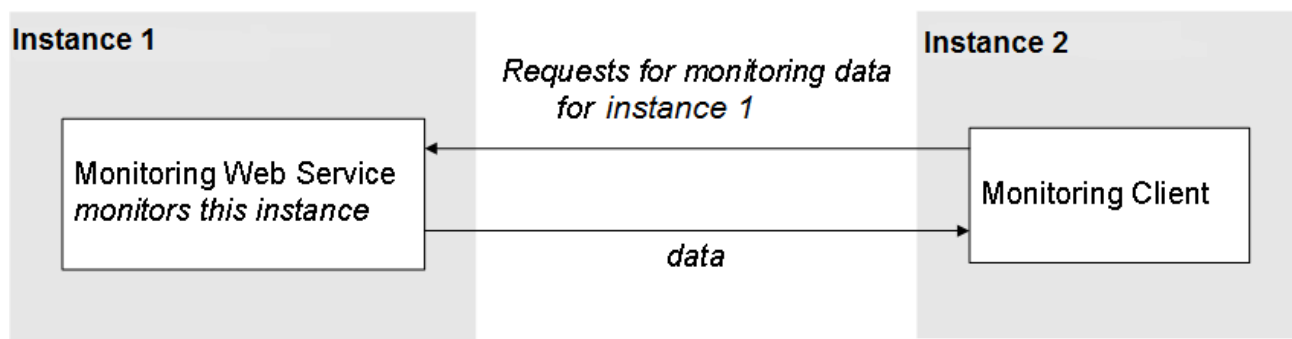 Instance 1
Instance 2
Requests for monitoring data
for instance 1
Monitoring Web Service
monitors this instance
Monitoring Client
data